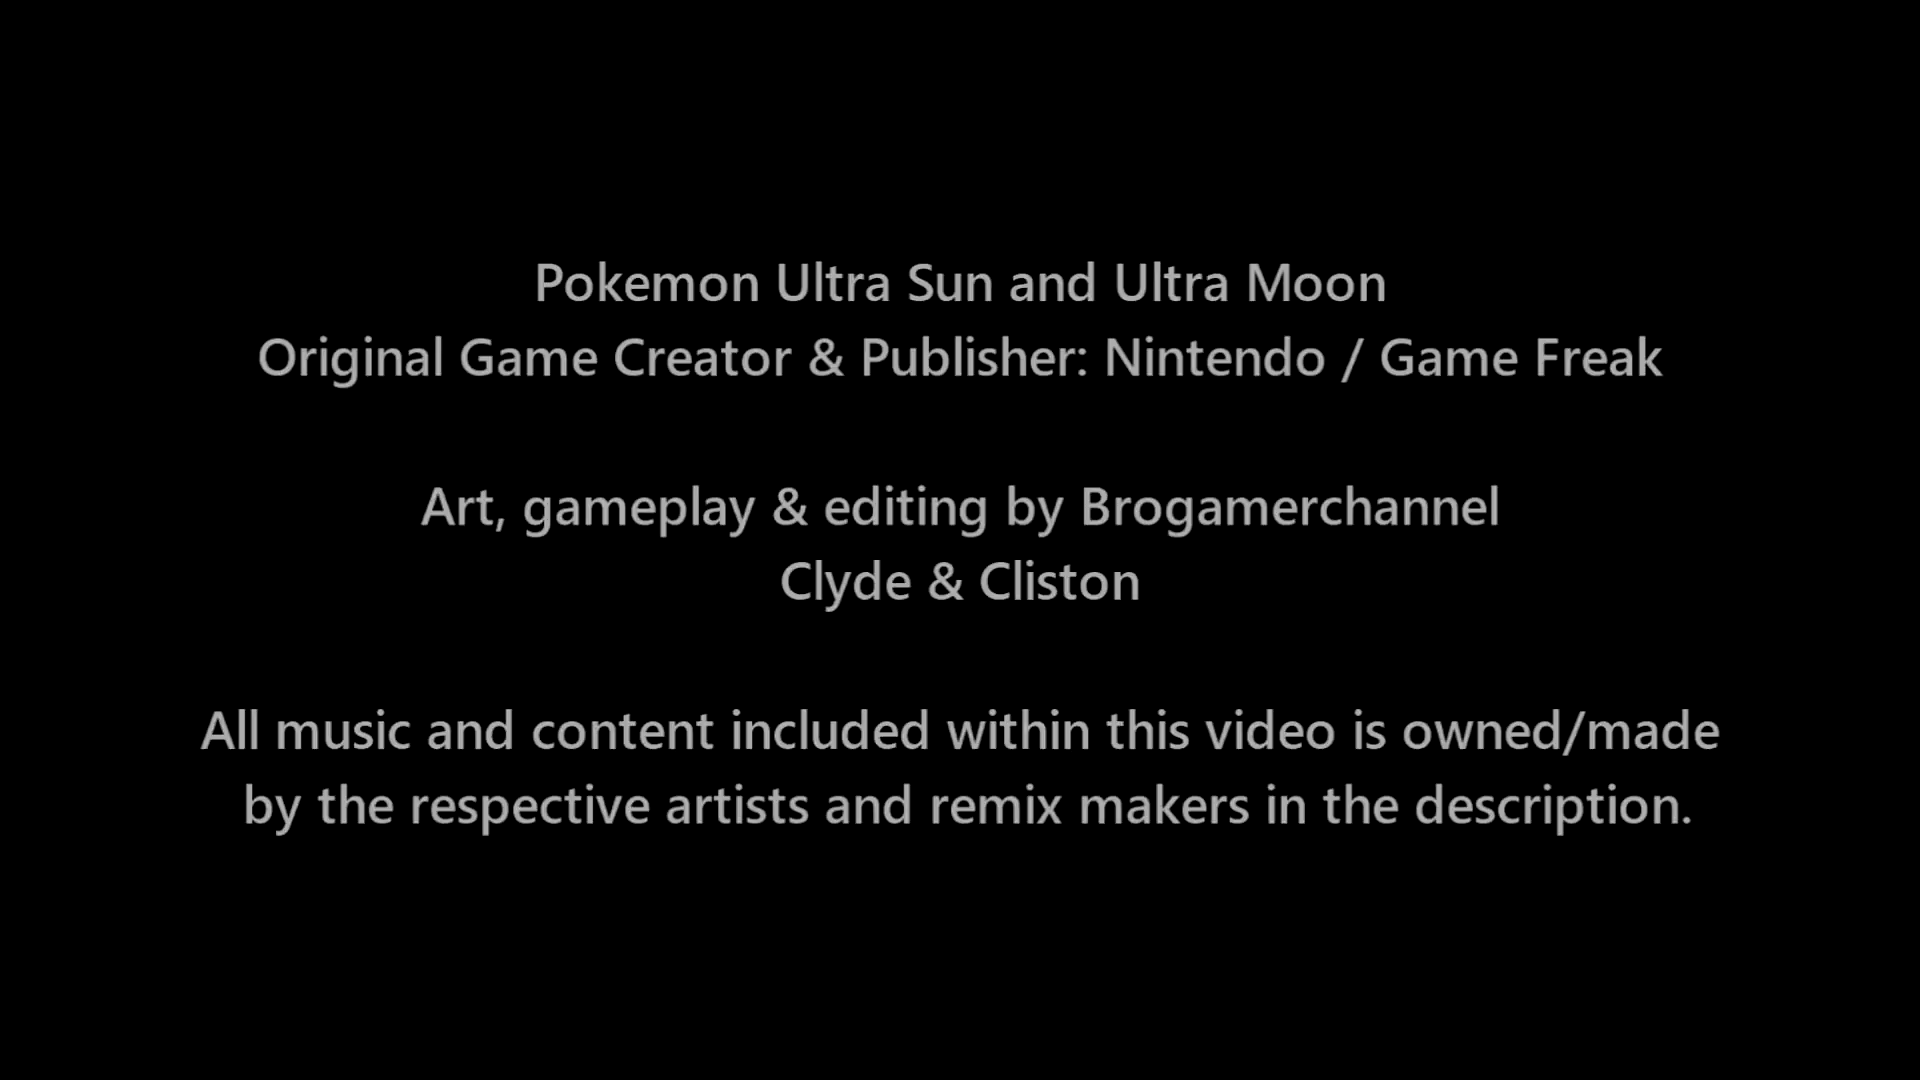 Pokemon Ultra Sun and Ultra Moon
Original Game Creator & Publisher: Nintendo / Game Freak
Art, gameplay & editing by Brogamerchannel
Clyde & Cliston
All music and content included within this video is owned/made
by the respective artists and remix makers in the description.